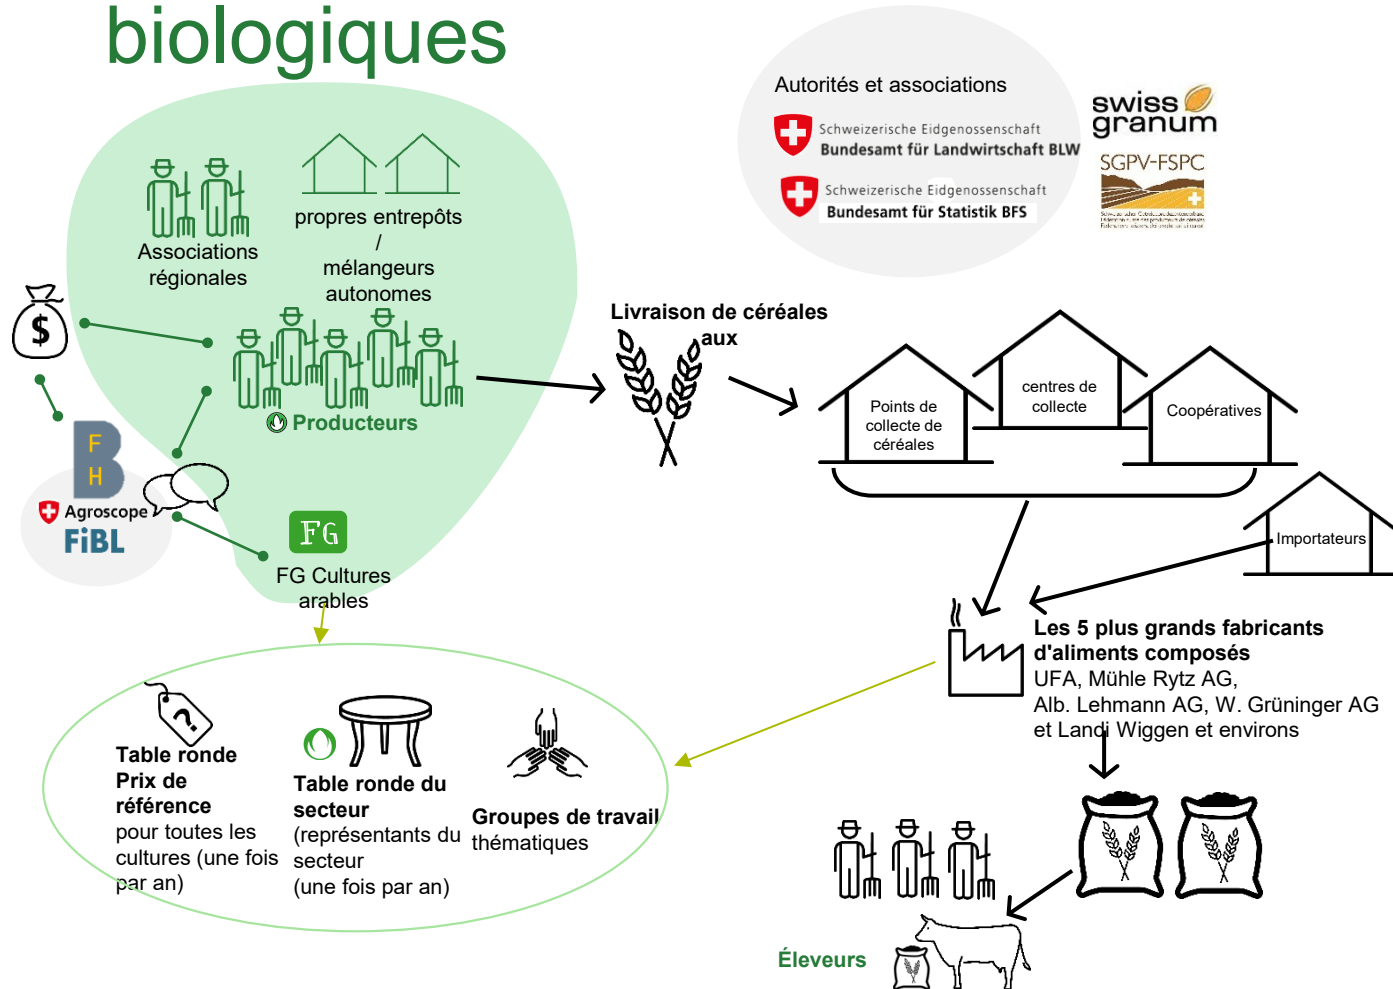 biologiques
Autorités et associations
Schweizerische Eidgenossenschaft
Bundesamt für Landwirtschaft BLW
Schweizerische Eidgenossenschaft
Bundesamt für Statistik BFS
swiss
granum
SGPV-FSPC
Associations
régionales
propres entrepôts
/
mélangeurs
autonomes
$
Producteurs
Livraison de céréales
aux
Points de
collecte de
céréales
centres de
collecte
Coopératives
Importateurs
F
H
Agroscope
FiBL
FG
FG Cultures
arables
Les 5 plus grands fabricants
d'aliments composés
UFA, Mühle Rytz AG,
Alb. Lehmann AG, W. Grüninger AG
et Landi Wiggen et environs
?
Table ronde
Prix de
référence
pour toutes les
cultures (une fois
par an)
Table ronde du
secteur
(représentants du
secteur
(une fois par an)
Groupes de travail
thématiques
Éleveurs